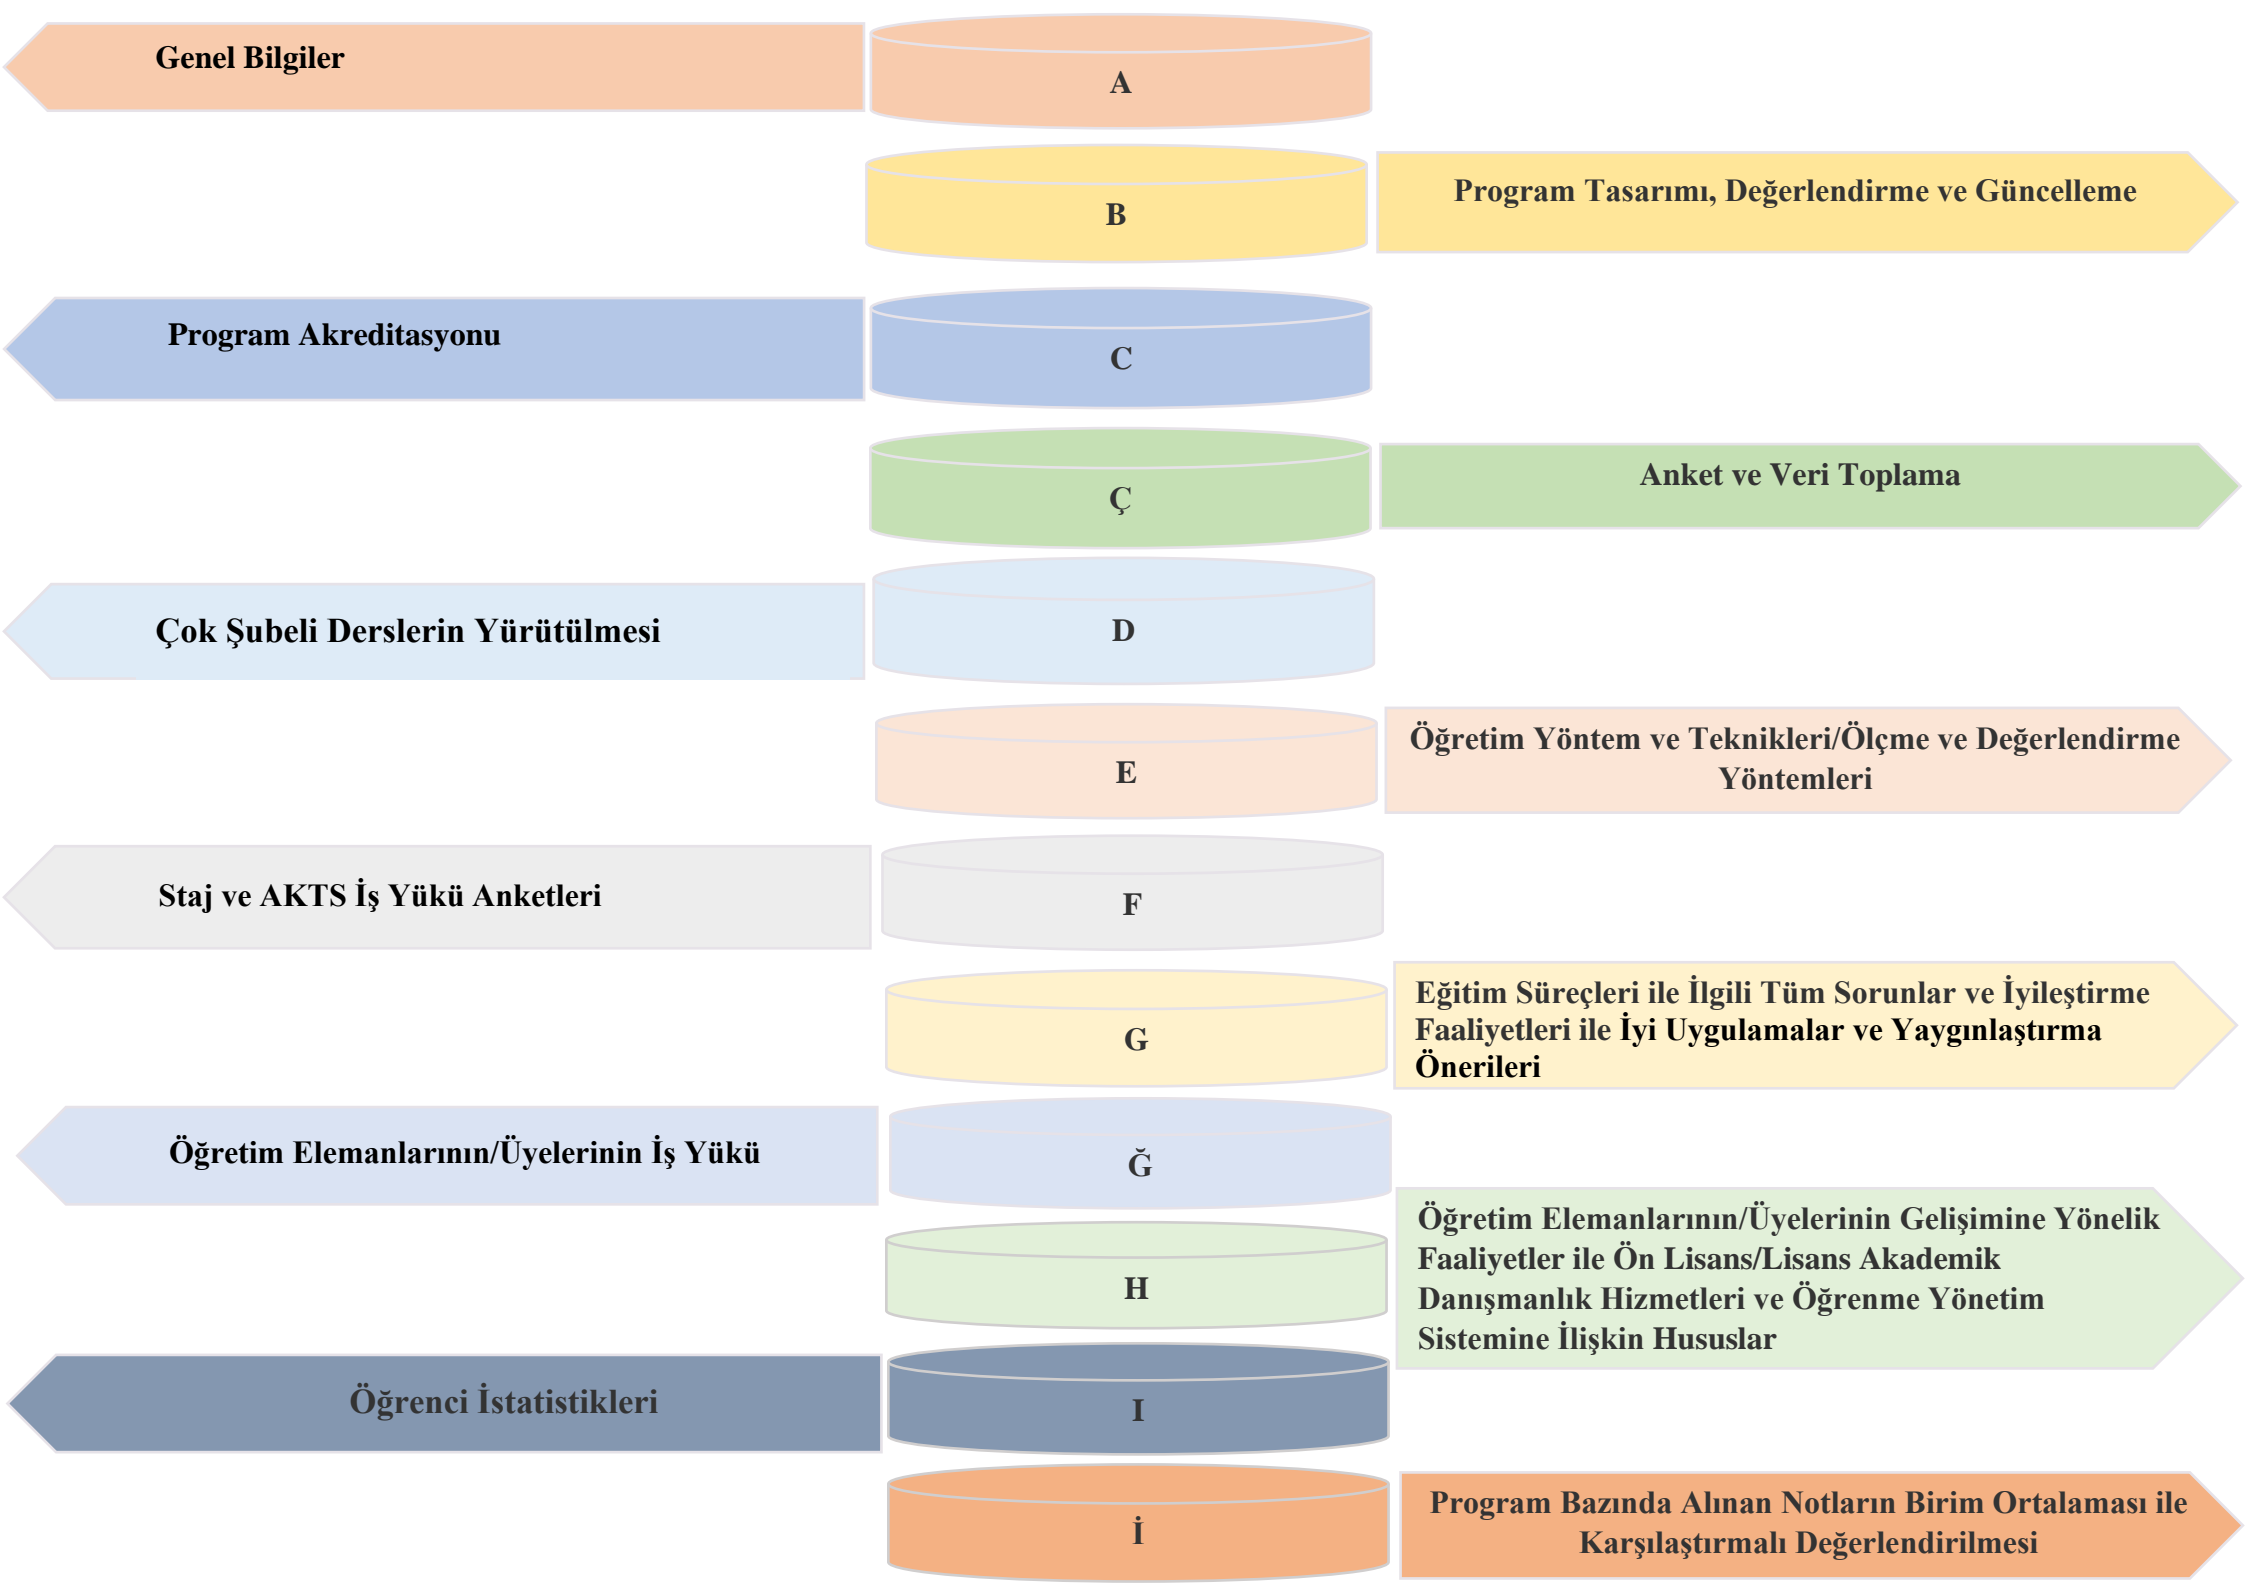 Genel Bilgiler
A
B
Program Tasarımı, Değerlendirme ve Güncelleme
Program Akreditasyonu
C
Ç
Anket ve Veri Toplama
Çok Şubeli Derslerin Yürütülmesi
D
E
Öğretim Yöntem ve Teknikleri/Ölçme ve Değerlendirme
Yöntemleri
Staj ve AKTS İş Yükü Anketleri
F
G
Eğitim Süreçleri ile İlgili Tüm Sorunlar ve İyileştirme
Faaliyetleri ile İyi Uygulamalar ve Yaygınlaştırma
Önerileri
Öğretim Elemanlarının/Üyelerinin İş Yükü
Ğ
H
Öğretim Elemanlarının/Üyelerinin Gelişimine Yönelik
Faaliyetler ile Ön Lisans/Lisans Akademik
Danışmanlık Hizmetleri ve Öğrenme Yönetim
Sistemine İlişkin Hususlar
Öğrenci İstatistikleri
I
İ
Program Bazında Alınan Notların Birim Ortalaması ile
Karşılaştırmalı Değerlendirilmesi